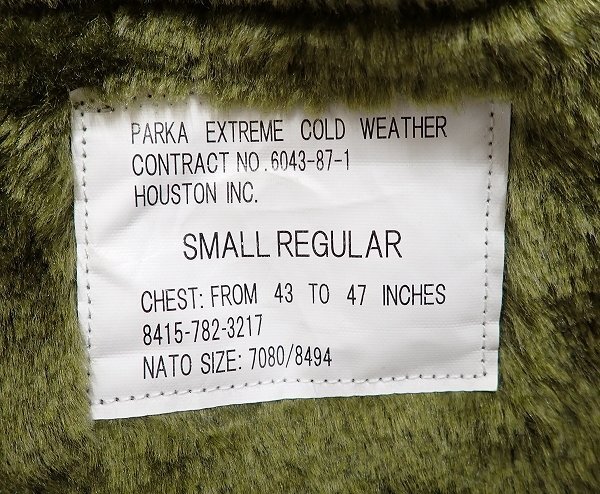 PARKA EXTREME COLD WEATHER
CONTRACT NO.6043-87-1
HOUSTON INC.
SMALL REGULAR
CHEST: FROM 43 TO 47 INCHES
8415-782-3217
NATO SIZE: 7080/8494